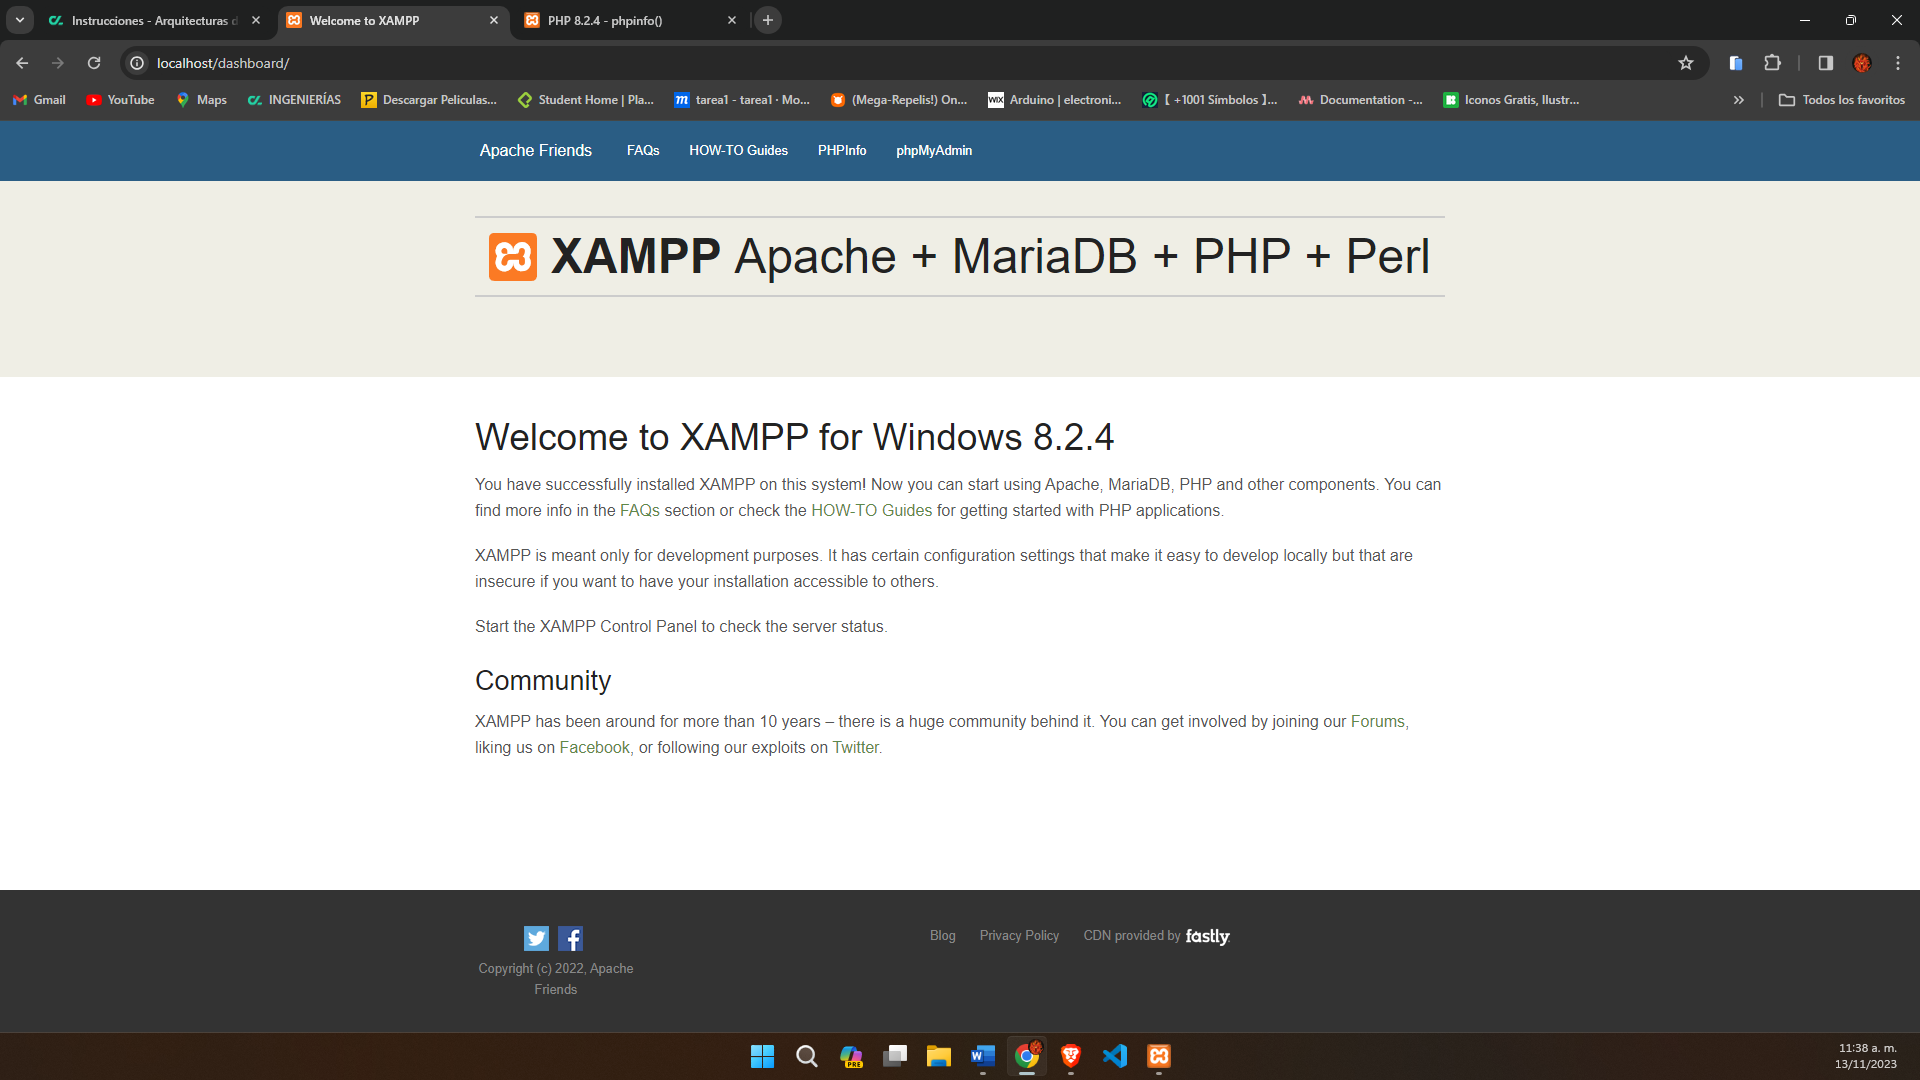 Instrucciones - Arquitecturas d
Welcome to XAMPP
PHP 8.2.4 - phpinfo()
localhost/dashboard/
Gmail
YouTube
Maps
INGENIERÍAS
Descargar Peliculas...
Student Home | Pla...
tarea1 - tarea1 · Mo...
(Mega-Repelis!) On...
WIX
Arduino | electroni...
【 +1001 Símbolos 】...
Documentation -...
Iconos Gratis, Ilustr...
Todos los favoritos
Apache Friends
FAQs
HOW-TO Guides
PHPInfo
phpMyAdmin
XAMPP Apache + MariaDB + PHP + Perl
Welcome to XAMPP for Windows 8.2.4
You have successfully installed XAMPP on this system! Now you can start using Apache, MariaDB, PHP and other components. You can
find more info in the FAQs section or check the HOW-TO Guides for getting started with PHP applications.
XAMPP is meant only for development purposes. It has certain configuration settings that make it easy to develop locally but that are
insecure if you want to have your installation accessible to others.
Start the XAMPP Control Panel to check the server status.
Community
XAMPP has been around for more than 10 years – there is a huge community behind it. You can get involved by joining our Forums,
liking us on Facebook, or following our exploits on Twitter.
Blog
Privacy Policy
CDN provided by fastly
Copyright (c) 2022, Apache
Friends
PRE
11:38 a. m.
13/11/2023